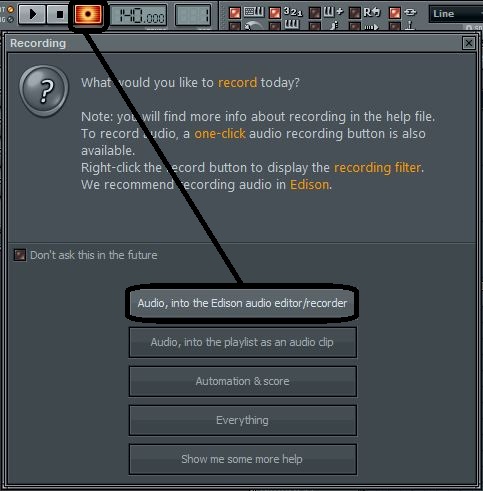 140.000
1
321
Line
Recording
?
What would you like to record today?
Note: you will find more info about recording in the help file.
To record audio, a one-click audio recording button is also
available.
Right-click the record button to display the recording filter.
We recommend recording audio in Edison.
Don't ask this in the future
Audio, into the Edison audio editor/recorder
Audio, into the playlist as an audio clip
Automation & score
Everything
Show me some more help